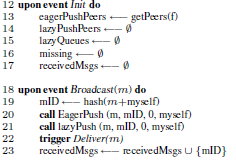 12 upon event Init do
13 eagerPushPeers ⟵ getPeers(f)
14 lazyPushPeers ⟵ ∅
15 lazyQueues ⟵ ∅
16 missing ⟵ ∅
17 receivedMsgs ⟵ ∅
18 upon event Broadcast(m) do
19 mID ⟵ hash(m+myself)
20 call EagerPush (m, mID, 0, myself)
21 call lazyPush (m, mID, 0, myself)
22 trigger Deliver(m)
23 receivedMsgs ⟵ receivedMsgs ∪ {mID}